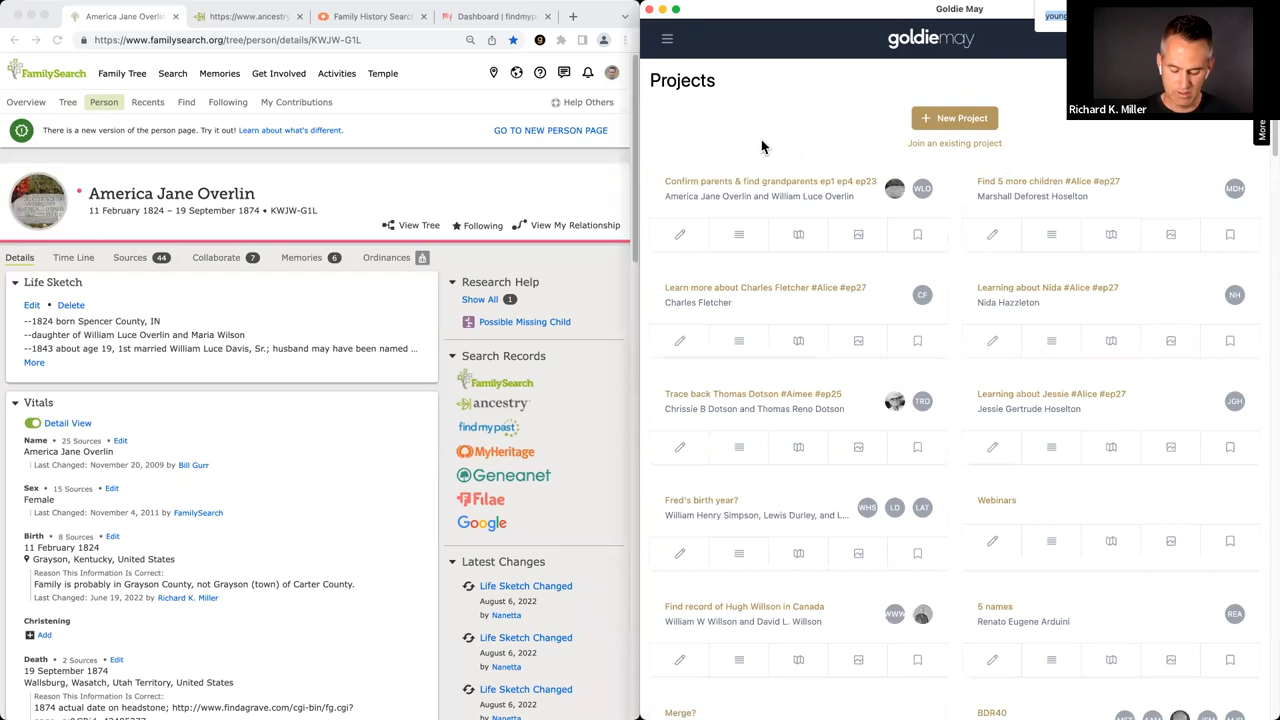 America Jane Overlin
https://www.ancestry
Family History Search
Dashboard | findmyp
Goldie May
https://www.familysearch.org/tree/person/details/KWJW-G1L
young
goldiemay
Richard K. Miller
More
FamilySearch
Family Tree Search Memories Get Involved Activities Temple
Overview Tree Person Recents Find Following My Contributions Help Others
There is a new version of the person page. Try it out! Learn about what's different. GO TO NEW PERSON PAGE
America Jane Overlin
11 February 1824 – 19 September 1874 • KWJW-G1L
View Tree Following View My Relationship
Details Time Line Sources 44 Collaborate 7 Memories 6 Ordinances
Life Sketch
Edit • Delete
--1824 born Spencer County, IN
--daughter of William Luce Overlin and Maria Wilson
--1843 about age 19, 1st married William Luce Davis, Sr.; husband may have been named ...
More
Vitals
Detail View
Name • 25 Sources • Edit
America Jane Overlin
Last Changed: November 20, 2009 by Bill Gurr
Sex • 15 Sources • Edit
Female
Last Changed: November 4, 2011 by FamilySearch
Birth • 8 Sources • Edit
11 February 1824
Grayson, Kentucky, United States
Reason This Information Is Correct:
Family is probably in Grayson County, not Grayson (town) of Carter County.
Last Changed: June 19, 2022 by Richard K. Miller
Christening
Add
Death • 2 Sources • Edit
19 September 1874
Wallsburg, Wasatch, Utah Territory, United States
Reason This Information Is Correct:
1874 actual date on headstone; http://www.findagrave.com/cgi-bin/fg.cgi?
Research Help
Show All 1
Possible Missing Child
Search Records
FamilySearch
ancestry
find my past
MyHeritage
Geneanet
Filae
Google
Latest Changes
Life Sketch Changed
August 6, 2022
by Nanetta
Life Sketch Changed
August 6, 2022
by Nanetta
Life Sketch Changed
August 6, 2022
by Nanetta
Projects
+ New Project
Join an existing project
Confirm parents & find grandparents ep1 ep4 ep23
America Jane Overlin and William Luce Overlin
WLO
Find 5 more children #Alice #ep27
Marshall Deforest Hoselton
MDH
Learn more about Charles Fletcher #Alice #ep27
Charles Fletcher
CF
Learning about Nida #Alice #ep27
Nida Hazzleton
NH
Trace back Thomas Dotson #Aimee #ep25
Chrissie B Dotson and Thomas Reno Dotson
TRD
Learning about Jessie #Alice #ep27
Jessie Gertrude Hoselton
JGH
Fred's birth year?
William Henry Simpson, Lewis Durley, and L...
WHS LD LAT
Webinars
Find record of Hugh Willson in Canada
William W Willson and David L. Willson
WWW
5 names
Renato Eugene Arduini
REA
Merge?
BDR40